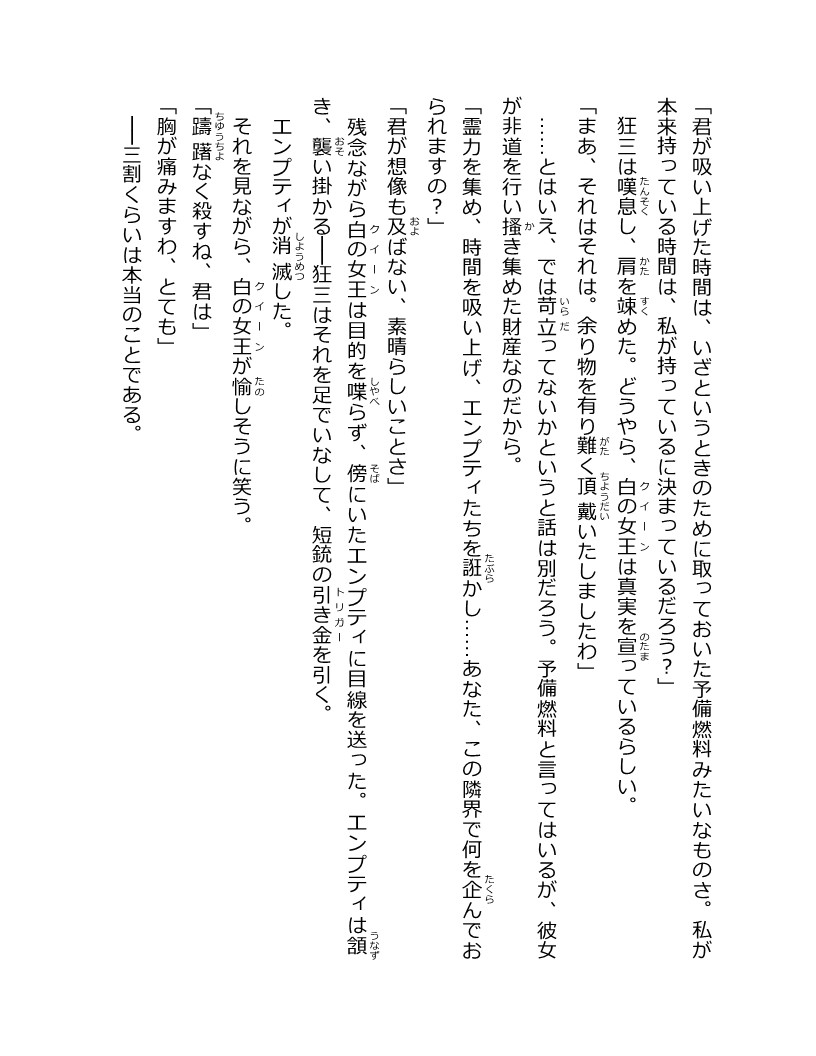 「君が吸い上げた時間は、いざというときのために取っておいた予備燃料みたいなものさ。私が
本来持っている時間は、私が持っているに決まっているだろう?」
狂三は嘆息し、肩を竦めた。どうやら、白の女王は真実を宣っているらしい。
「まあ、それはそれは。余り物を有り難く頂戴いたしましたわ」
……とはいえ、では苛立ってないかというと話は別だろう。予備燃料と言ってはいるが、彼女
が非道を行い掻き集めた財産なのだから。
「霊力を集め、時間を吸い上げ、エンプティたちを誑かし……あなた、この隣界で何を企んでお
られますの?」
「君が想像も及ばない、素晴らしいことさ」
残念ながら白の女王は目的を喋らず、傍にいたエンプティに目線を送った。エンプティは頷
き、襲い掛かる──狂三はそれを足でいなして、短銃の引き金を引く。
エンプティが消滅した。
それを見ながら、白の女王が愉しそうに笑う。
「躊躇なく殺すね、君は」
「胸が痛みますわ、とても」
──三割くらいは本当のことである。